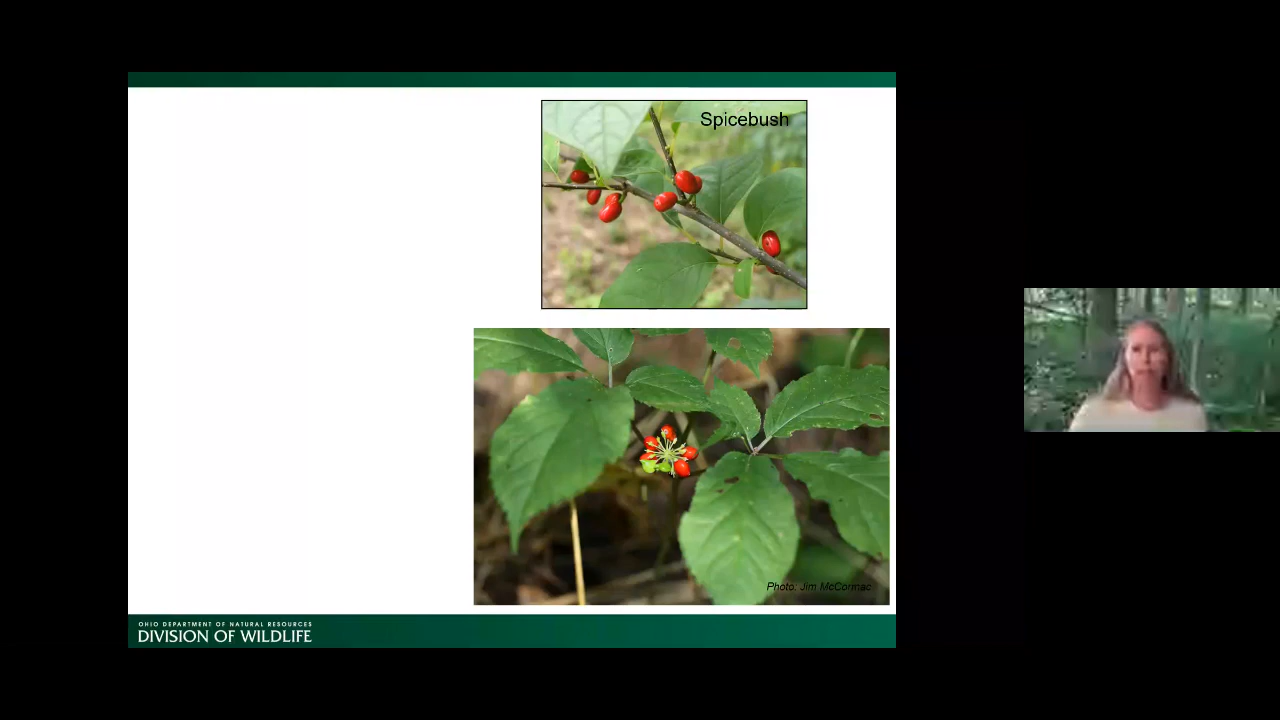 Spicebush
Photo: Jim McCormac
OHIO DEPARTMENT OF NATURAL RESOURCES
DIVISION OF WILDLIFE